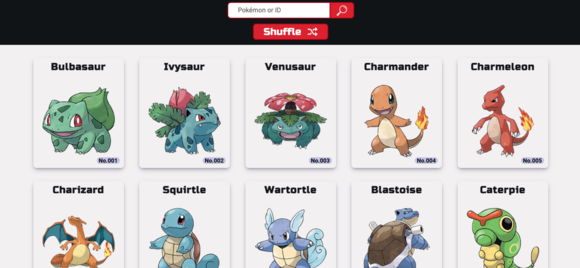 Pokémon or ID
Shuffle
Bulbasaur
Ivysaur
Venusaur
Charmander
Charmeleon
No.001
No.002
No.003
No.004
No.005
Charizard
Squirtle
Wartortle
Blastoise
Caterpie